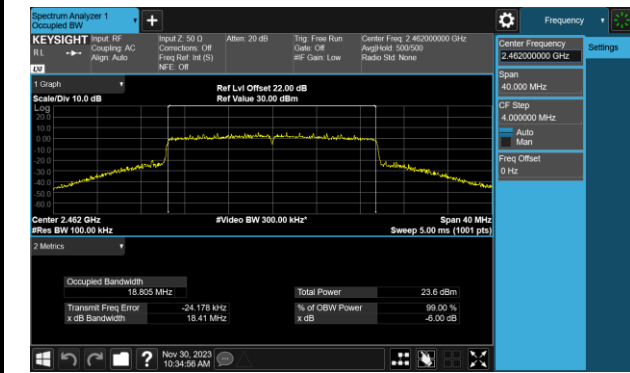 Spectrum Analyzer 1
Occupied BW
Frequency
KEYSIGHT
R L
LXI
Input: RF
Coupling: AC
Align: Auto
Input Z: 50 Ω
Corrections: Off
Freq Ref: Int (S)
NFE: Off
Atten: 20 dB
Trig: Free Run
Gate: Off
#IF Gain: Low
Center Freq: 2.462000000 GHz
Avg|Hold: 500/500
Radio Std: None
Center Frequency
2.462000000 GHz
Settings
Span
40.000 MHz
CF Step
4.000000 MHz
Auto
Man
Freq Offset
0 Hz
1 Graph
Scale/Div 10.0 dB
Ref Lvl Offset 22.00 dB
Ref Value 30.00 dBm
Log
20.0
10.0
0.00
-10.0
-20.0
-30.0
-40.0
-50.0
-60.0
Center 2.462 GHz
#Res BW 100.00 kHz
#Video BW 300.00 kHz*
Span 40 MHz
Sweep 5.00 ms (1001 pts)
2 Metrics
Occupied Bandwidth
18.805 MHz
Total Power 23.6 dBm
Transmit Freq Error -24.178 kHz
% of OBW Power 99.00 %
x dB Bandwidth 18.41 MHz
x dB -6.00 dB
?
Nov 30, 2023
10:34:56 AM